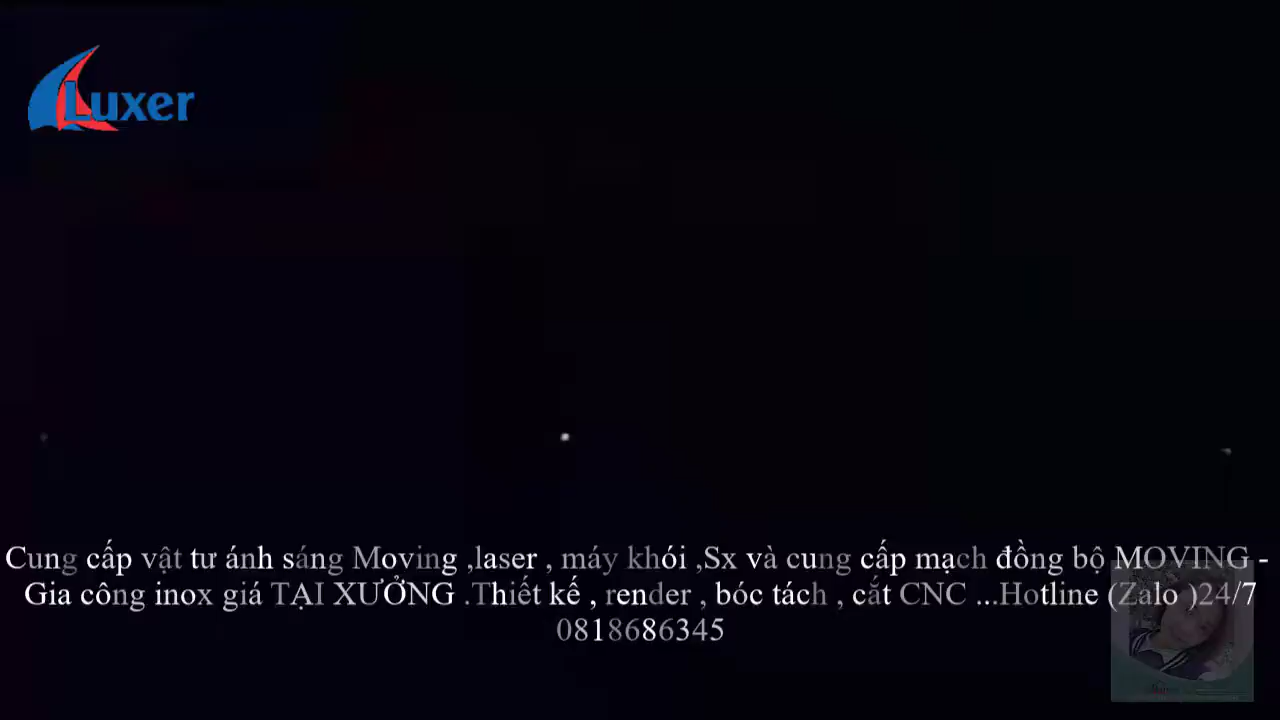 Luxer
Cung cấp vật tư ánh sáng Moving ,laser , máy khói ,Sx và cung cấp mạch đồng bộ MOVING -
Gia công inox giá TẠI XƯỞNG .Thiết kế , render , bóc tách , cắt CNC ...Hotline (Zalo )24/7
0818686345